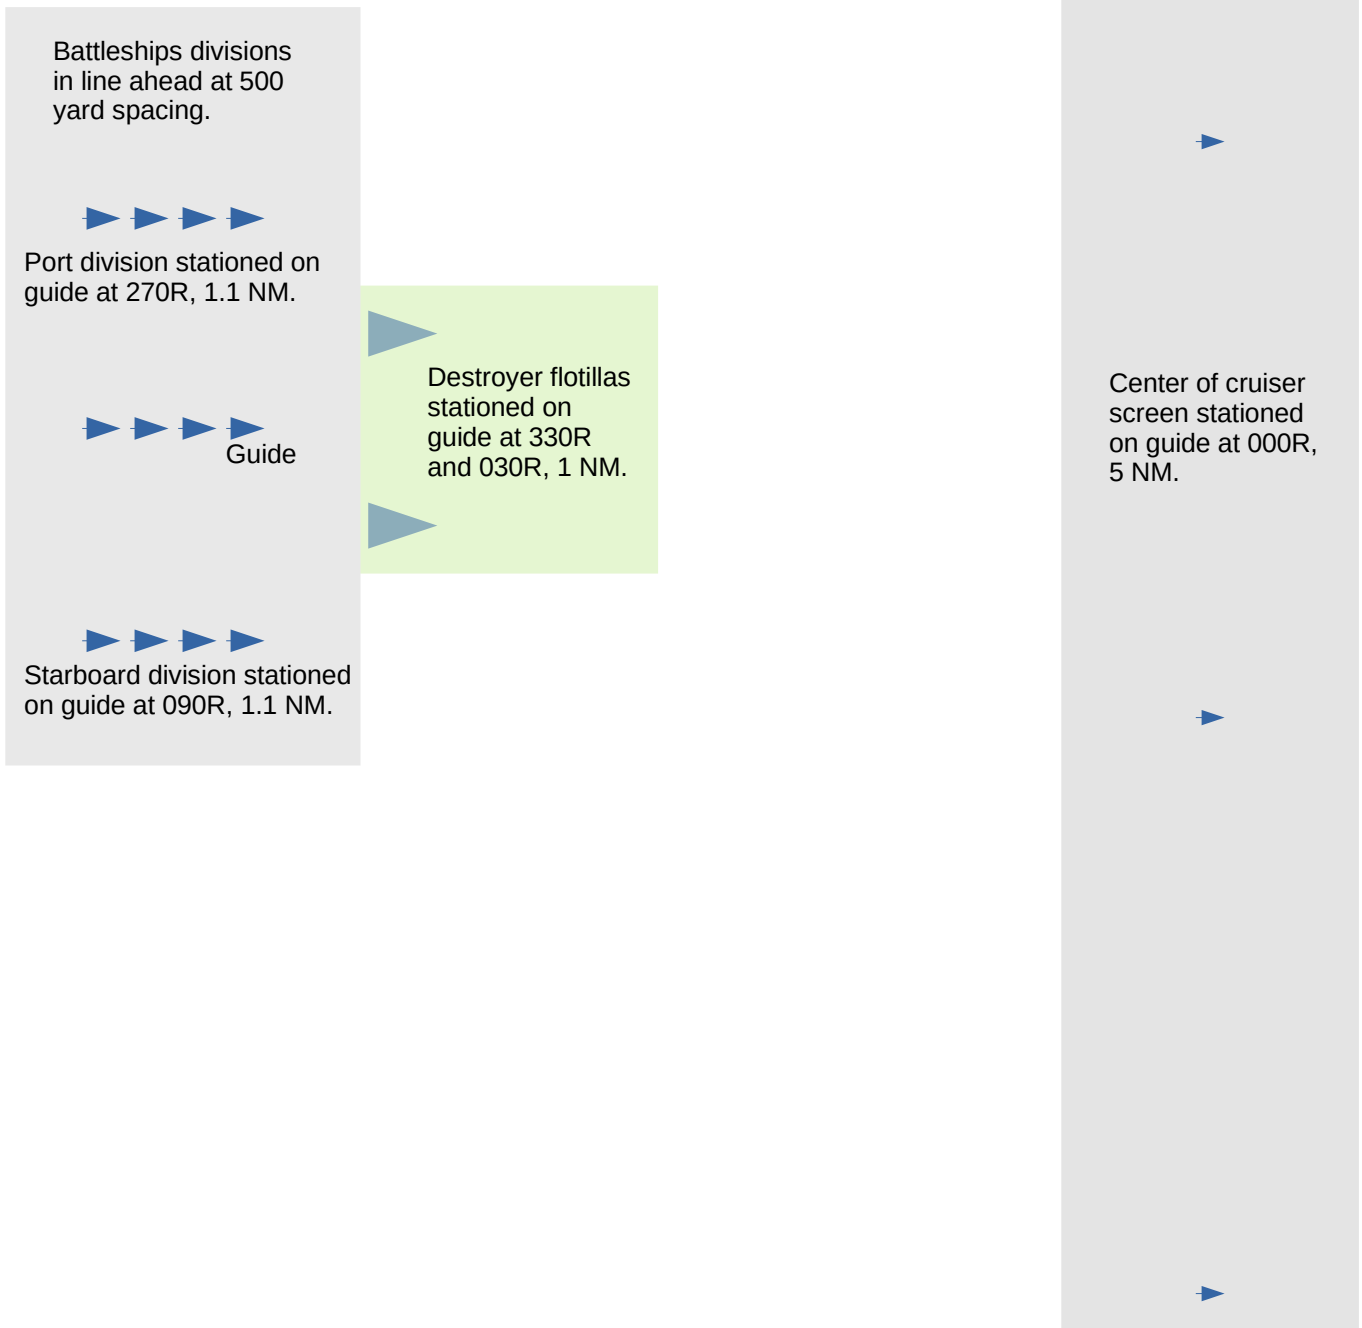 Battleships divisions
in line ahead at 500
yard spacing.
Port division stationed on
guide at 270R, 1.1 NM.
Guide
Starboard division stationed
on guide at 090R, 1.1 NM.
Destroyer flotillas
stationed on
guide at 330R
and 030R, 1 NM.
Center of cruiser
screen stationed
on guide at 000R,
5 NM.